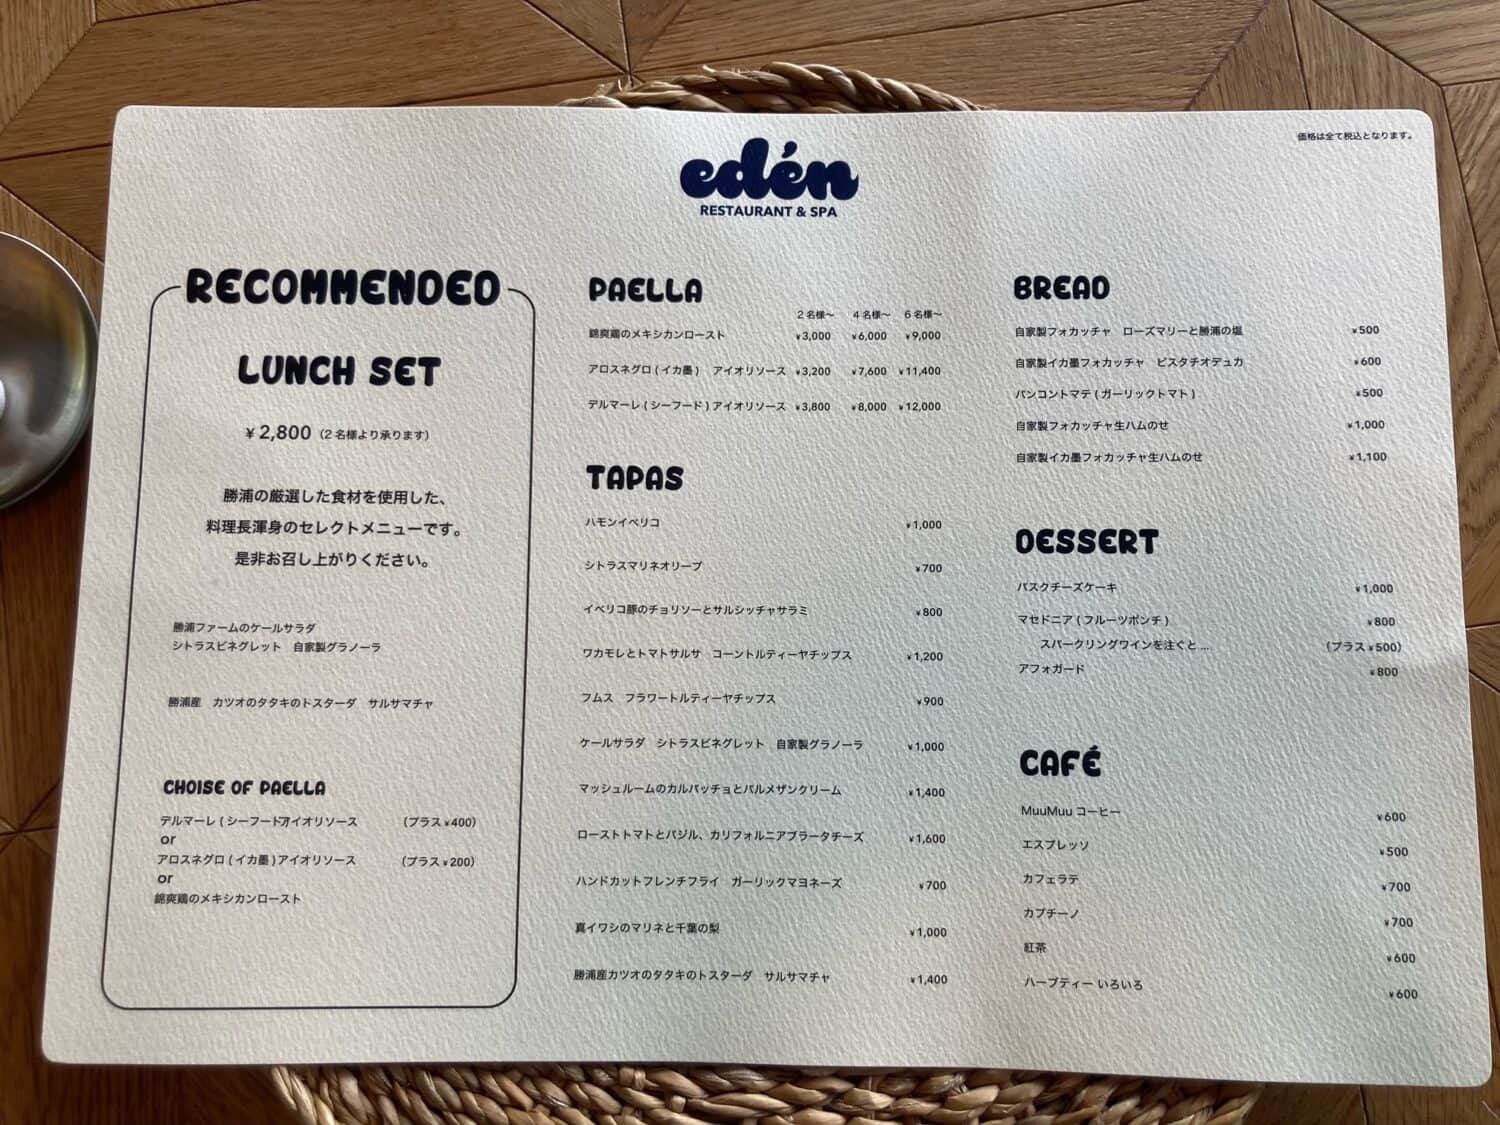 edén
RESTAURANT & SPA
価格は全て税込となります。
RECOMMENDED
LUNCH SET
¥2,800（2名様より承ります）
勝浦の厳選した食材を使用した、
料理長渾身のセレクトメニューです。
是非お召し上がりください。
勝浦ファームのケールサラダ
シトラスビネグレット 自家製グラノーラ
勝浦産 カツオのタタキのトスターダ サルサマチャ
CHOISE OF PAELLA
デルマーレ(シーフード)アイオリソース （プラス¥400）
or
アロスネグロ(イカ墨)アイオリソース （プラス¥200）
or
錦爽鶏のメキシカンロースト
PAELLA
2名様〜 4名様〜 6名様〜
錦爽鶏のメキシカンロースト ¥3,000 ¥6,000 ¥9,000
アロスネグロ(イカ墨) アイオリソース ¥3,200 ¥7,600 ¥11,400
デルマーレ(シーフード)アイオリソース ¥3,800 ¥8,000 ¥12,000
TAPAS
ハモンイベリコ ¥1,000
シトラスマリネオリーブ ¥700
イベリコ豚のチョリソーとサルシッチャサラミ ¥800
ワカモレとトマトサルサ コーントルティーヤチップス ¥1,200
フムス フラワートルティーヤチップス ¥900
ケールサラダ シトラスビネグレット 自家製グラノーラ ¥1,000
マッシュルームのカルパッチョとパルメザンクリーム ¥1,400
ローストトマトとバジル、カリフォルニアブラータチーズ ¥1,600
ハンドカットフレンチフライ ガーリックマヨネーズ ¥700
真イワシのマリネと千葉の梨 ¥1,000
勝浦産カツオのタタキのトスターダ サルサマチャ ¥1,400
BREAD
自家製フォカッチャ ローズマリーと勝浦の塩 ¥500
自家製イカ墨フォカッチャ ピスタチオデュカ ¥600
パンコントマテ(ガーリックトマト) ¥500
自家製フォカッチャ生ハムのせ ¥1,000
自家製イカ墨フォカッチャ生ハムのせ ¥1,100
DESSERT
バスクチーズケーキ ¥1,000
マセドニア(フルーツポンチ) ¥800
スパークリングワインを注ぐと... （プラス¥500）
アフォガード ¥800
CAFÉ
MuuMuu コーヒー ¥600
エスプレッソ ¥500
カフェラテ ¥700
カプチーノ ¥700
紅茶 ¥600
ハーブティー いろいろ ¥600